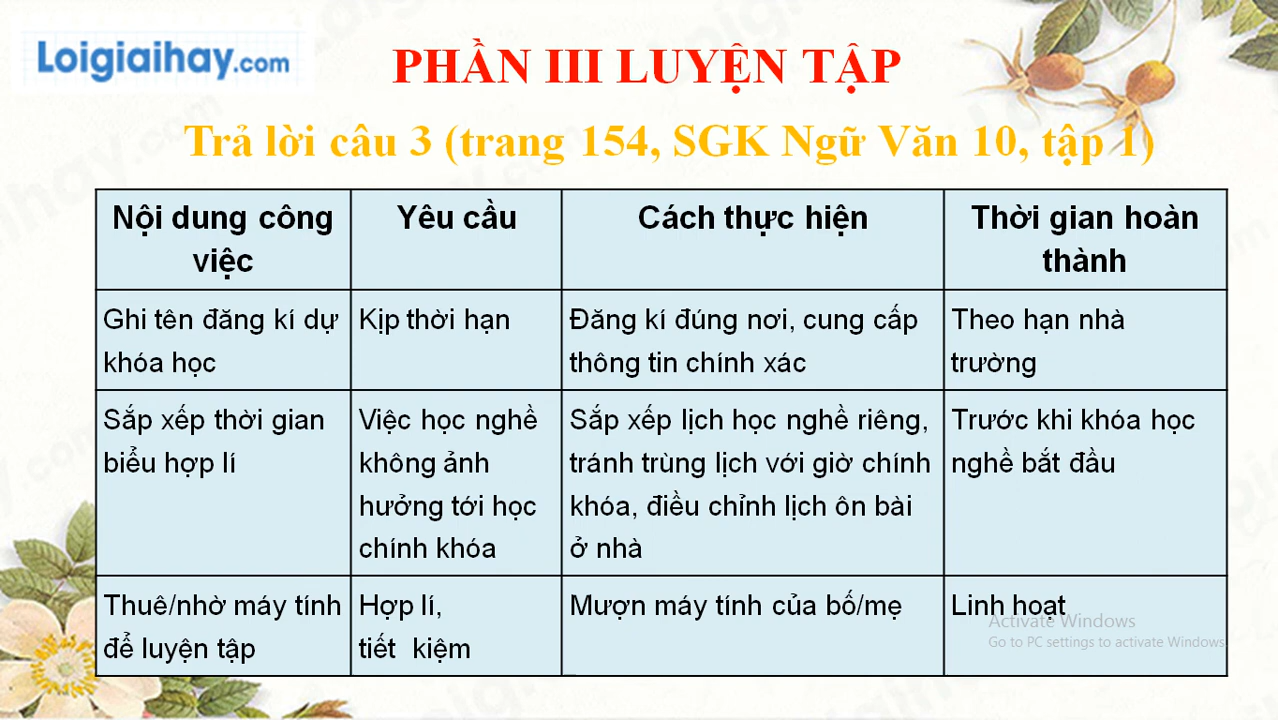 Loigiaihay.com
PHẦN III LUYỆN TẬP
Trả lời câu 3 (trang 154, SGK Ngữ Văn 10, tập 1)
Nội dung công
việc
Yêu cầu
Cách thực hiện
Thời gian hoàn
thành
Ghi tên đăng kí dự
khóa học
Kịp thời hạn
Đăng kí đúng nơi, cung cấp
thông tin chính xác
Theo hạn nhà
trường
Sắp xếp thời gian
biểu hợp lí
Việc học nghề
không ảnh
hưởng tới học
chính khóa
Sắp xếp lịch học nghề riêng,
tránh trùng lịch với giờ chính
khóa, điều chỉnh lịch ôn bài
ở nhà
Trước khi khóa học
nghề bắt đầu
Thuê/nhờ máy tính
để luyện tập
Hợp lí,
tiết kiệm
Mượn máy tính của bố/mẹ
Linh hoạt
Activate Windows
Go to PC settings to activate Windows